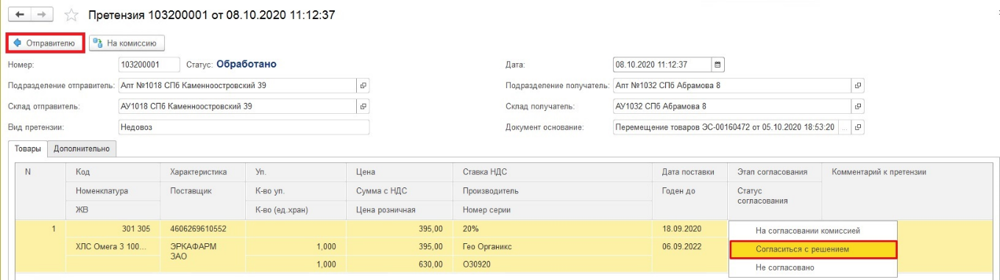 Претензия 103200001 от 08.10.2020 11:12:37
Отправителю На комиссию
Номер: 103200001 Статус: Обработано Дата: 08.10.2020 11:12:37
Подразделение отправитель: Апт №1018 СПб Каменноостровский 39 Подразделение получатель: Апт №1032 СПб Абрамова 8
Склад отправитель: АУ1018 СПб Каменноостровский 39 Склад получатель: АУ1032 СПб Абрамова 8
Вид претензии: Недовоз Документ основание: Перемещение товаров ЭС-00160472 от 05.10.2020 18:53:20 ...
Товары Дополнительно
N Код Характеристика Уп. Цена Ставка НДС Дата поставки Этап согласования Комментарий к претензии
Номенклатура Поставщик К-во уп. Сумма с НДС Производитель Годен до Статус
согласования
ЖВ К-во (ед.хран) Цена розничная Номер серии
1 301 305 4606269610552 395,00 20% 18.09.2020 На согласовании комиссией
ХЛС Омега 3 100... ЭРКАФАРМ 1,000 395,00 Гео Органикс 06.09.2022 Согласиться с решением
ЗАО
1,000 630,00 О30920 Не согласовано